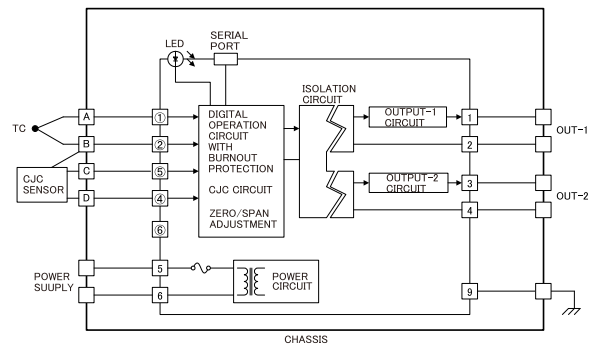 LED
SERIAL
PORT
ISOLATION
CIRCUIT
TC
A
①
B
②
CJC
SENSOR
C
⑤
D
④
⑥
DIGITAL
OPERATION
CIRCUIT
WITH
BURNOUT
PROTECTION
CJC CIRCUIT
ZERO/SPAN
ADJUSTMENT
OUTPUT-1
CIRCUIT
1
2
OUT-1
OUTPUT-2
CIRCUIT
3
4
OUT-2
POWER
SUUPLY
5
6
POWER
CIRCUIT
9
CHASSIS